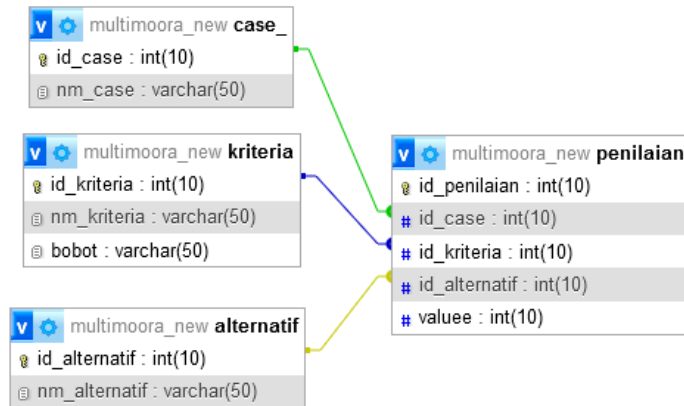 v multimoora_new case_
id_case : int(10)
nm_case : varchar(50)
v multimoora_new kriteria
id_kriteria : int(10)
nm_kriteria : varchar(50)
bobot : varchar(50)
v multimoora_new alternatif
id_alternatif : int(10)
nm_alternatif : varchar(50)
v multimoora_new penilaian
id_penilaian : int(10)
# id_case : int(10)
# id_kriteria : int(10)
# id_alternatif : int(10)
# valuee : int(10)